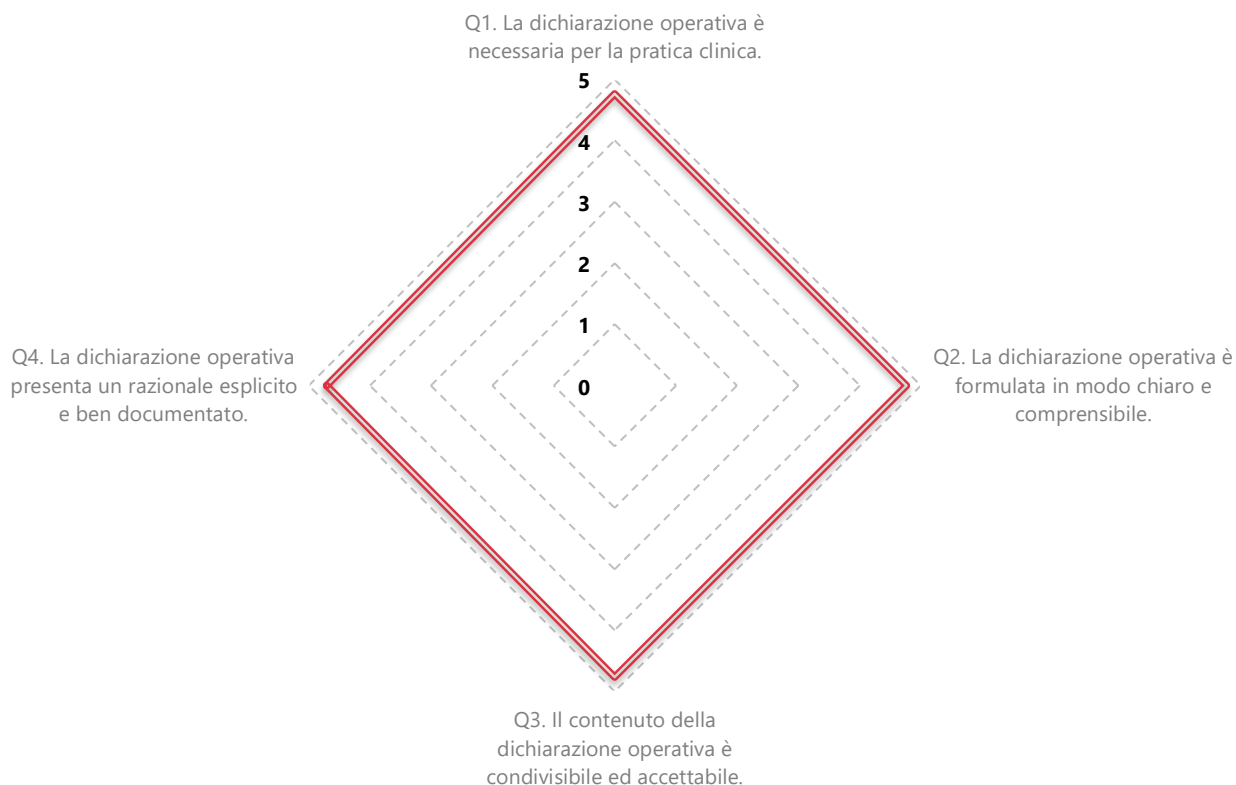 Q1. La dichiarazione operativa è
necessaria per la pratica clinica.
5
4
3
2
1
0
Q4. La dichiarazione operativa
presenta un razionale esplicito
e ben documentato.
Q2. La dichiarazione operativa è
formulata in modo chiaro e
comprensibile.
Q3. Il contenuto della
dichiarazione operativa è
condivisibile ed accettabile.